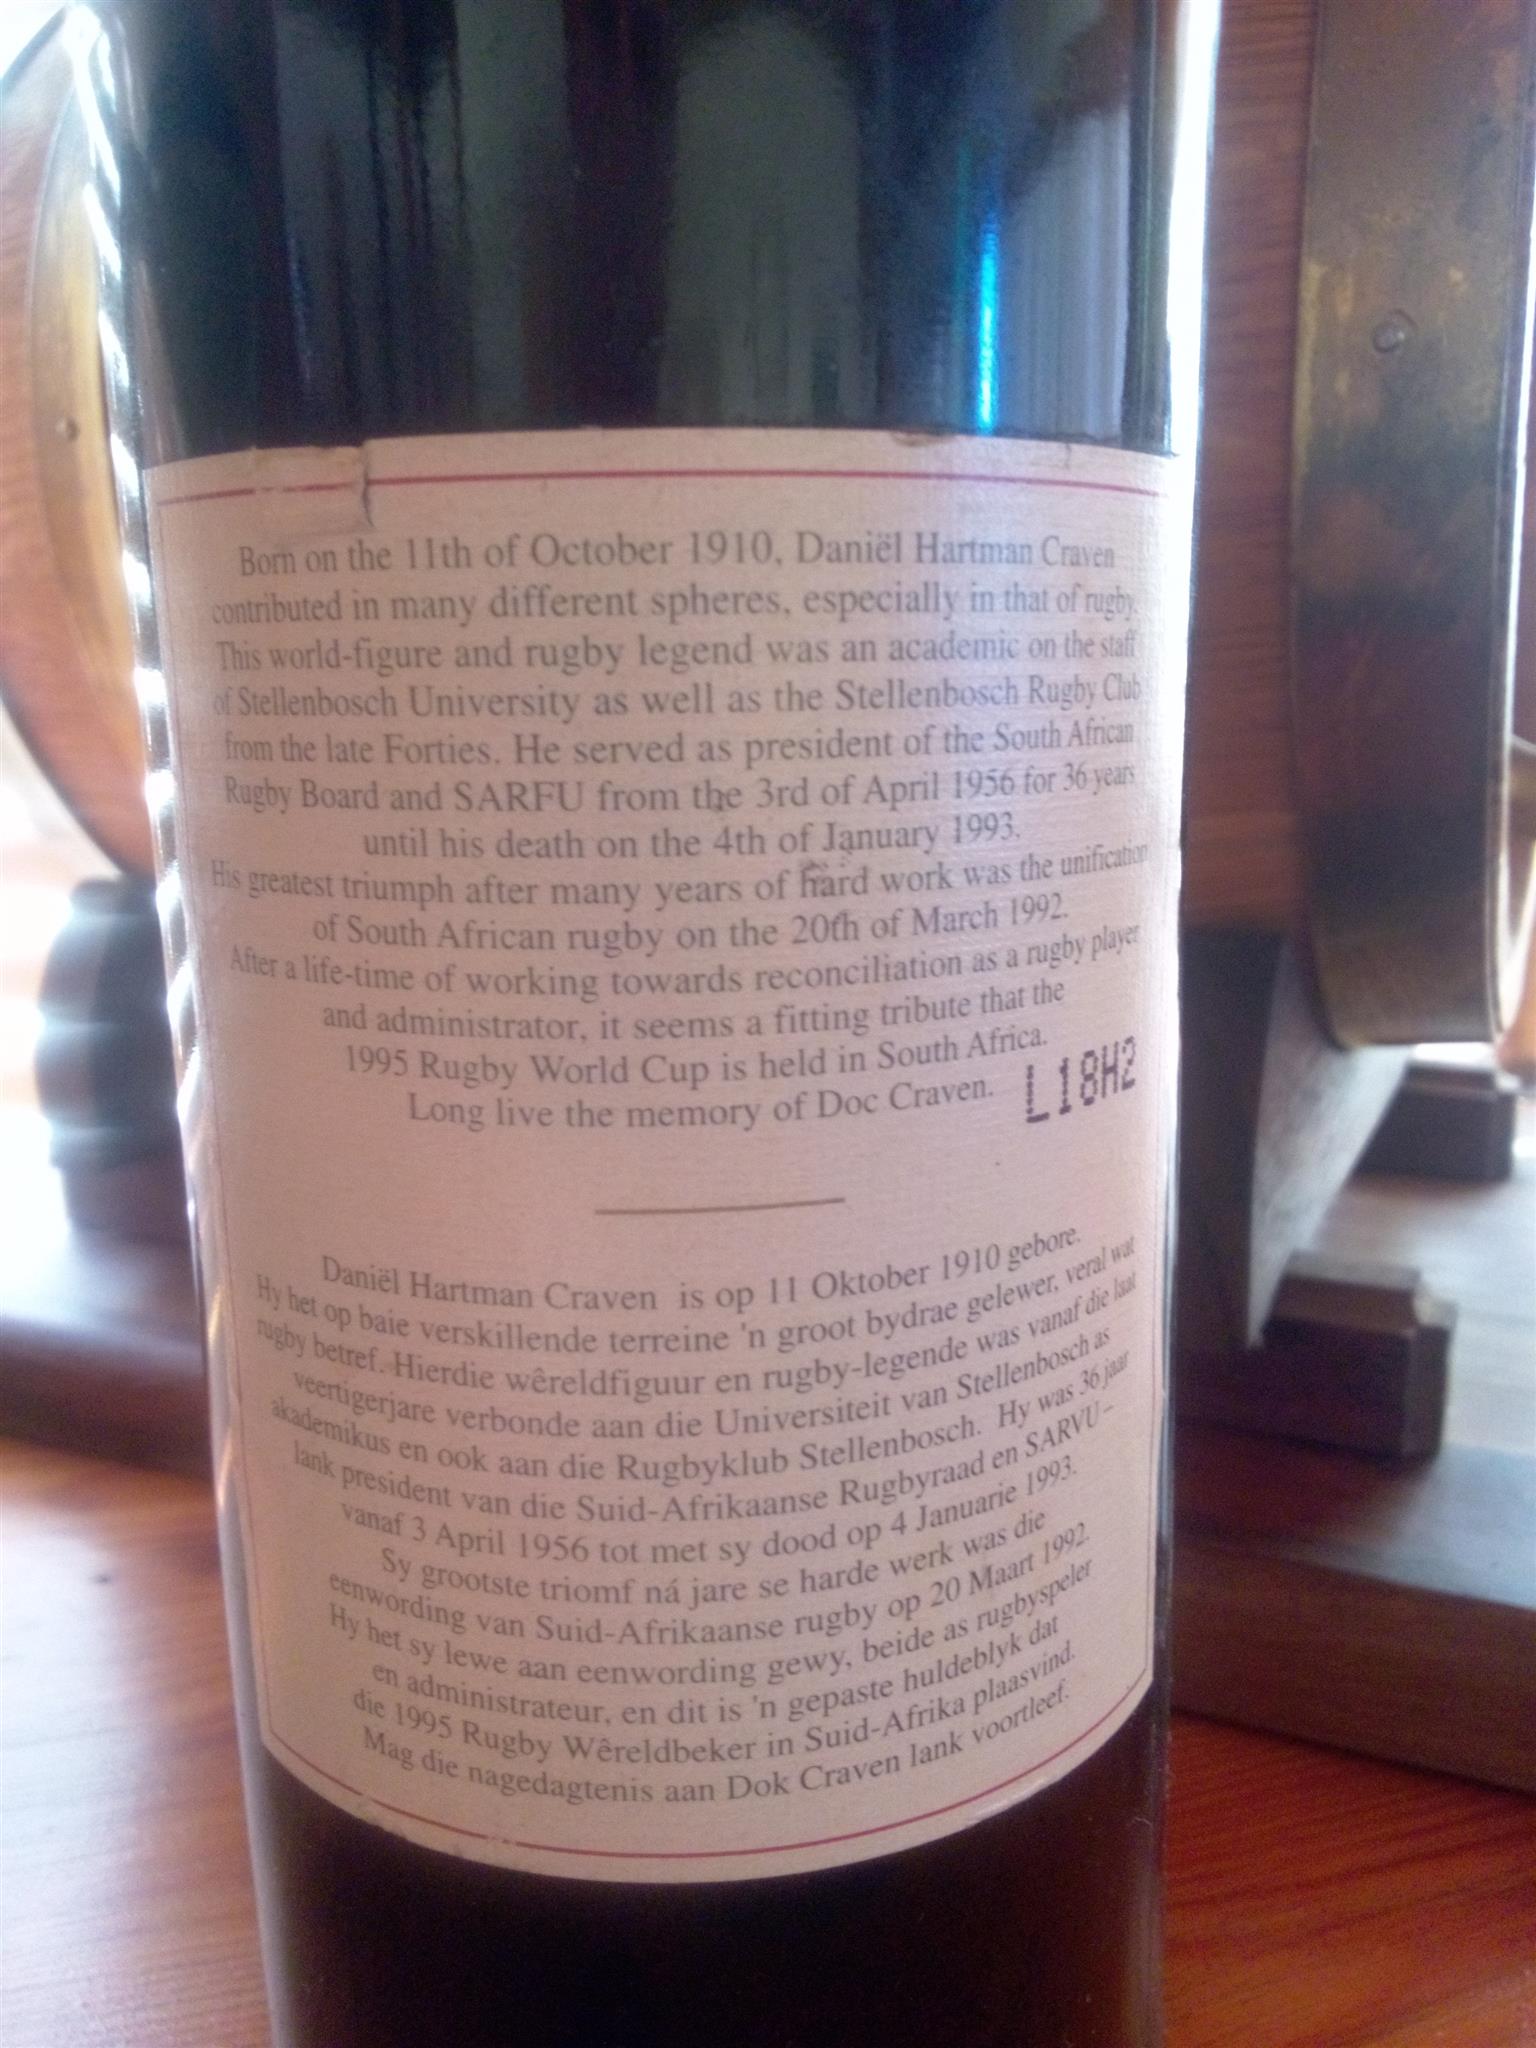 Born on the 11th of October 1910, Daniël Hartman Craven
contributed in many different spheres, especially in that of rugby.
This world-figure and rugby legend was an academic on the staff
of Stellenbosch University as well as the Stellenbosch Rugby Club
from the late Forties. He served as president of the South African
Rugby Board and SARFU from the 3rd of April 1956 for 36 years
until his death on the 4th of January 1993.
His greatest triumph after many years of hard work was the unification
of South African rugby on the 20th of March 1992.
After a life-time of working towards reconciliation as a rugby player
and administrator, it seems a fitting tribute that the
1995 Rugby World Cup is held in South Africa.
Long live the memory of Doc Craven.
L18H2
Daniël Hartman Craven is op 11 Oktober 1910 gebore.
Hy het op baie verskillende terreine 'n groot bydrae gelewer, veral wat
rugby betref. Hierdie wêreldfiguur en rugby-legende was vanaf die laat
veertigerjare verbonde aan die Universiteit van Stellenbosch as
akademikus en ook aan die Rugbyklub Stellenbosch. Hy was 36 jaar
lank president van die Suid-Afrikaanse Rugbyraad en SARVU–
vanaf 3 April 1956 tot met sy dood op 4 Januarie 1993.
Sy grootste triomf ná jare se harde werk was die
eenwording van Suid-Afrikaanse rugby op 20 Maart 1992.
Hy het sy lewe aan eenwording gewy, beide as rugbyspeler
en administrateur, en dit is 'n gepaste huldeblyk dat
die 1995 Rugby Wêreldbeker in Suid-Afrika plaasvind.
Mag die nagedagtenis aan Dok Craven lank voortleef.